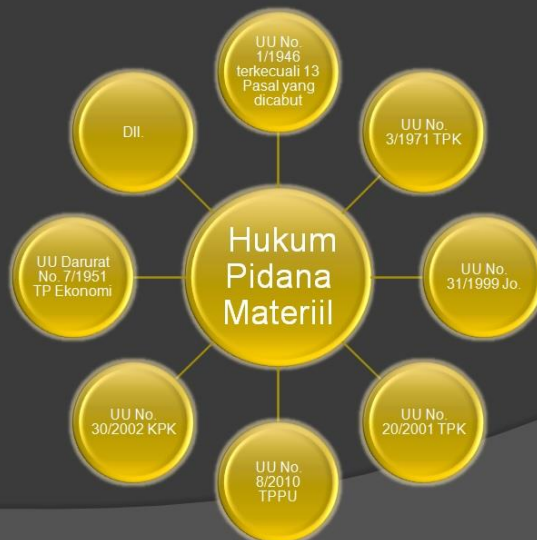 UU No.
1/1946
terkecuali 13
Pasal yang
dicabut
UU No.
3/1971 TPK
UU No.
31/1999 Jo.
UU No.
20/2001 TPK
UU No.
8/2010
TPPU
UU No.
30/2002 KPK
UU Darurat
No. 7/1951
TP Ekonomi
Dll.
Hukum
Pidana
Materiil